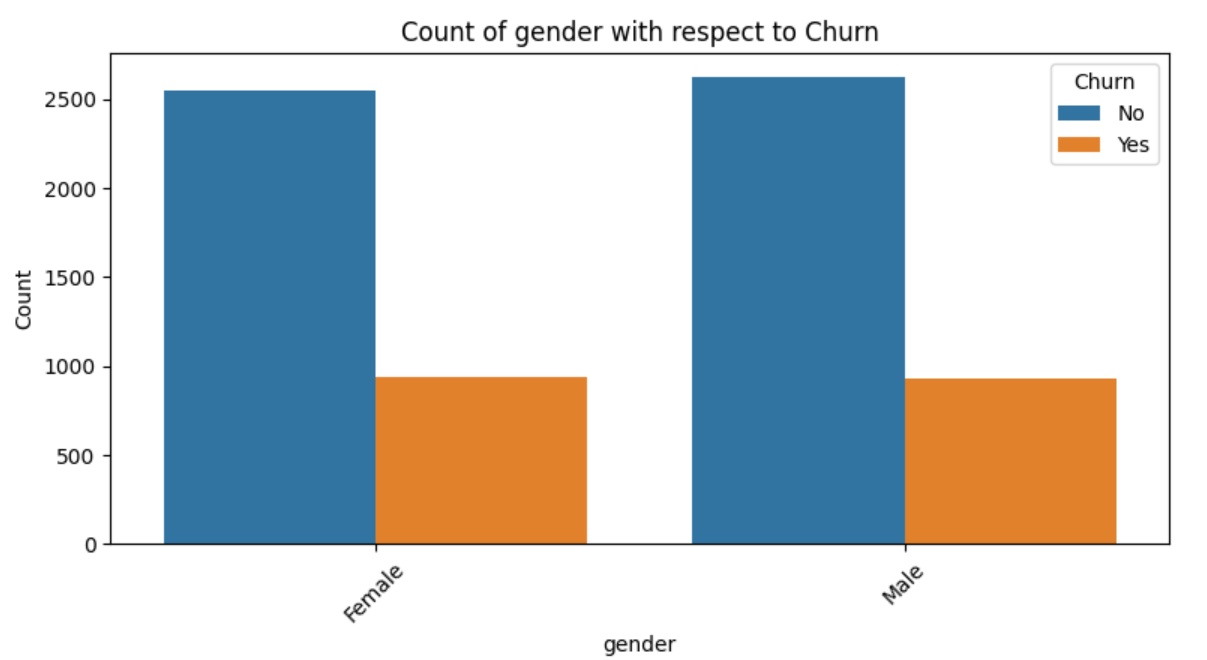 Count of gender with respect to Churn
Churn
No
Yes
2500
2000
1500
1000
500
0
Count
Female
Male
gender